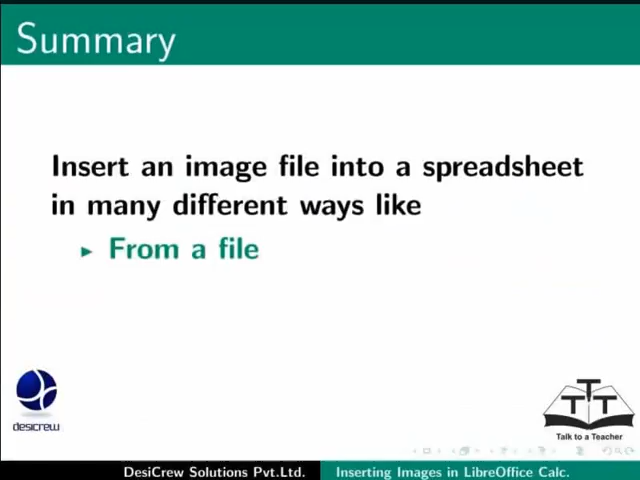 Summary
Insert an image file into a spreadsheet
in many different ways like
From a file
desicrew
T
T T
Talk to a Teacher
DesiCrew Solutions Pvt.Ltd. Inserting Images in LibreOffice Calc.